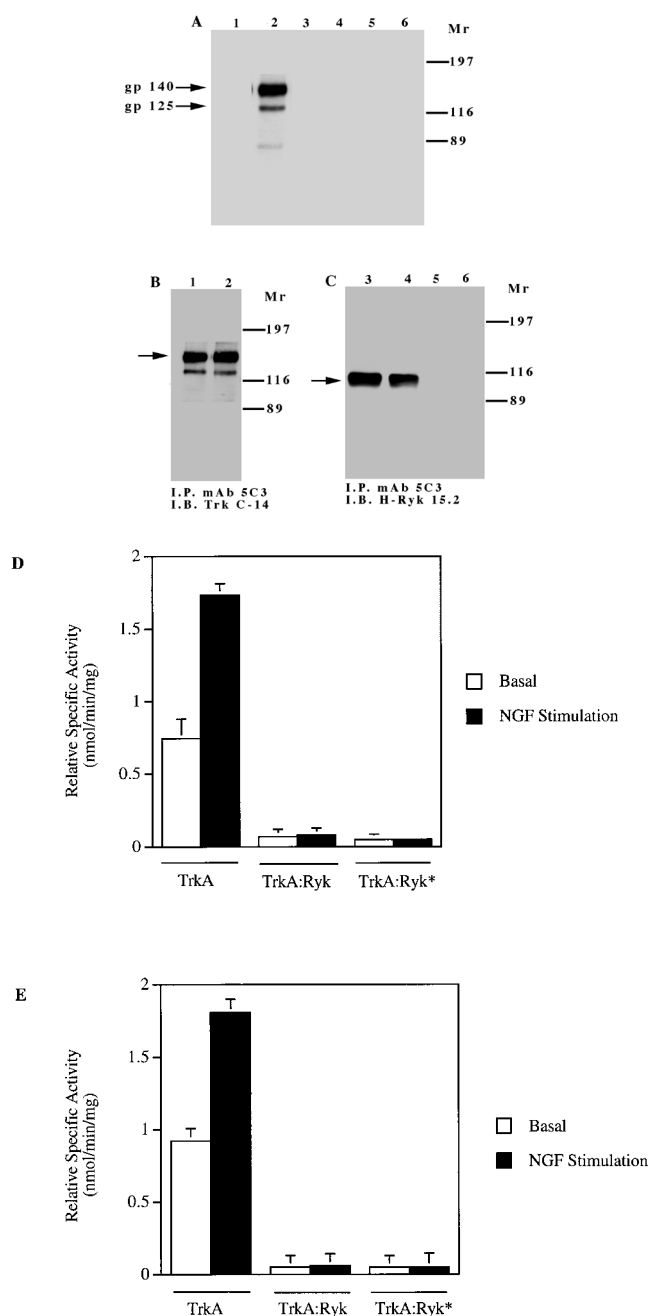 A 1 2 3 4 5 6 Mr
197
gp 140
gp 125
116
89
B 1 2 Mr
197
116
89
I.P. mAb 5C3
I.B. Trk C-14
C 3 4 5 6 Mr
197
116
89
I.P. mAb 5C3
I.B. H-Ryk 15.2
D
Relative Specific Activity
(nmol/min/mg)
2
1.5
1
0.5
0
TrkA TrkA:Ryk TrkA:Ryk*
Basal
NGF Stimulation
E
Relative Specific Activity
(nmol/min/mg)
2
1.5
1
0.5
0
TrkA TrkA:Ryk TrkA:Ryk*
Basal
NGF Stimulation